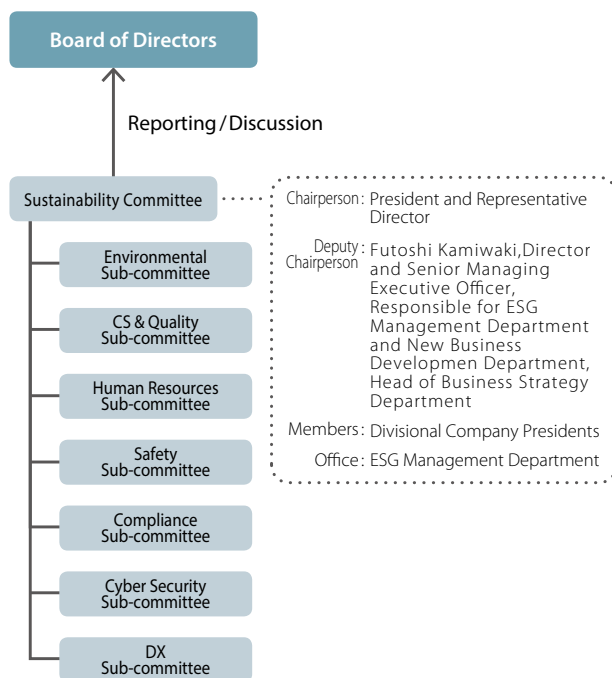 Board of Directors
Reporting/Discussion
Sustainability Committee
Chairperson: President and Representative
Director
Deputy
Chairperson: Futoshi Kamiwaki,Director
and Senior Managing
Executive Officer,
Responsible for ESG
Management Department
and New Business
Developmen Department,
Head of Business Strategy
Department
Members: Divisional Company Presidents
Office: ESG Management Department
Environmental
Sub-committee
CS & Quality
Sub-committee
Human Resources
Sub-committee
Safety
Sub-committee
Compliance
Sub-committee
Cyber Security
Sub-committee
DX
Sub-committee